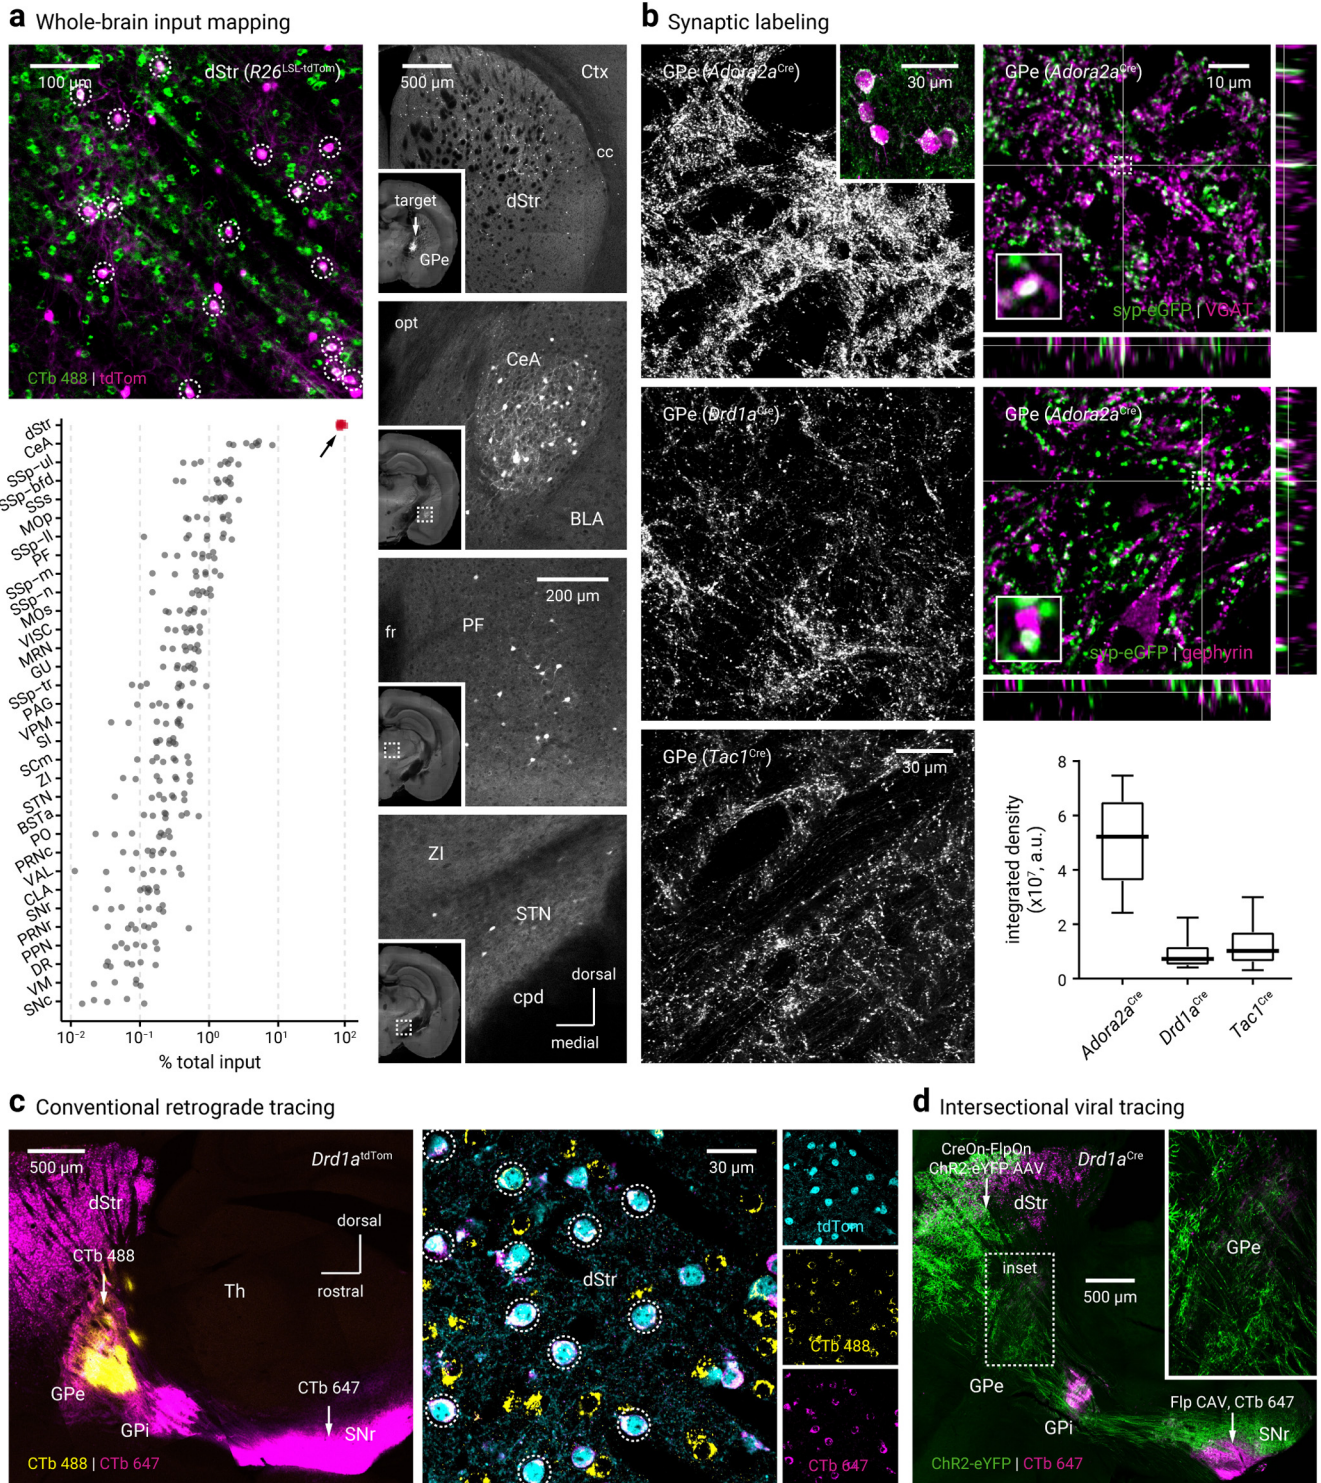 a Whole-brain input mapping
100 µm
dStr (R26LSL-tdTom)
CTb 488 | tdTom
500 µm
Ctx
cc
dStr
target
GPe
opt
CeA
BLA
200 µm
fr
PF
ZI
STN
dorsal
cpd
medial
dStr
CeA
SSp-ul
SSp-bfd
SSs
MOp
SSp-ll
PF
SSp-m
SSp-n
MOs
VISC
MRN
GU
SSp-tr
PAG
VPM
SI
SCm
ZI
STN
BSTa
PO
PRNc
VAL
CLA
SNr
PRNr
PPN
DR
VM
SNc
10⁻² 10⁻¹ 10⁰ 10¹ 10²
% total input
b Synaptic labeling
GPe (Adora2aCre)
30 µm
GPe (Adora2aCre)
10 µm
syp-eGFP | VGAT
GPe (Drd1aCre)
GPe (Adora2aCre)
syp-eGFP | gephyrin
GPe (Tac1Cre)
30 µm
integrated density
(x10⁷, a.u.)
8
6
4
2
0
Adora2aCre
Drd1aCre
Tac1Cre
c Conventional retrograde tracing
500 µm
Drd1atdTom
dStr
CTb 488
dorsal
rostral
Th
GPe
GPi
CTb 647
SNr
CTb 488 | CTb 647
30 µm
dStr
tdTom
CTb 488
CTb 647
d Intersectional viral tracing
CreOn-FlpOn
ChR2-eYFP AAV
Drd1aCre
dStr
inset
500 µm
GPe
GPe
GPi
Flp CAV, CTb 647
SNr
ChR2-eYFP | CTb 647